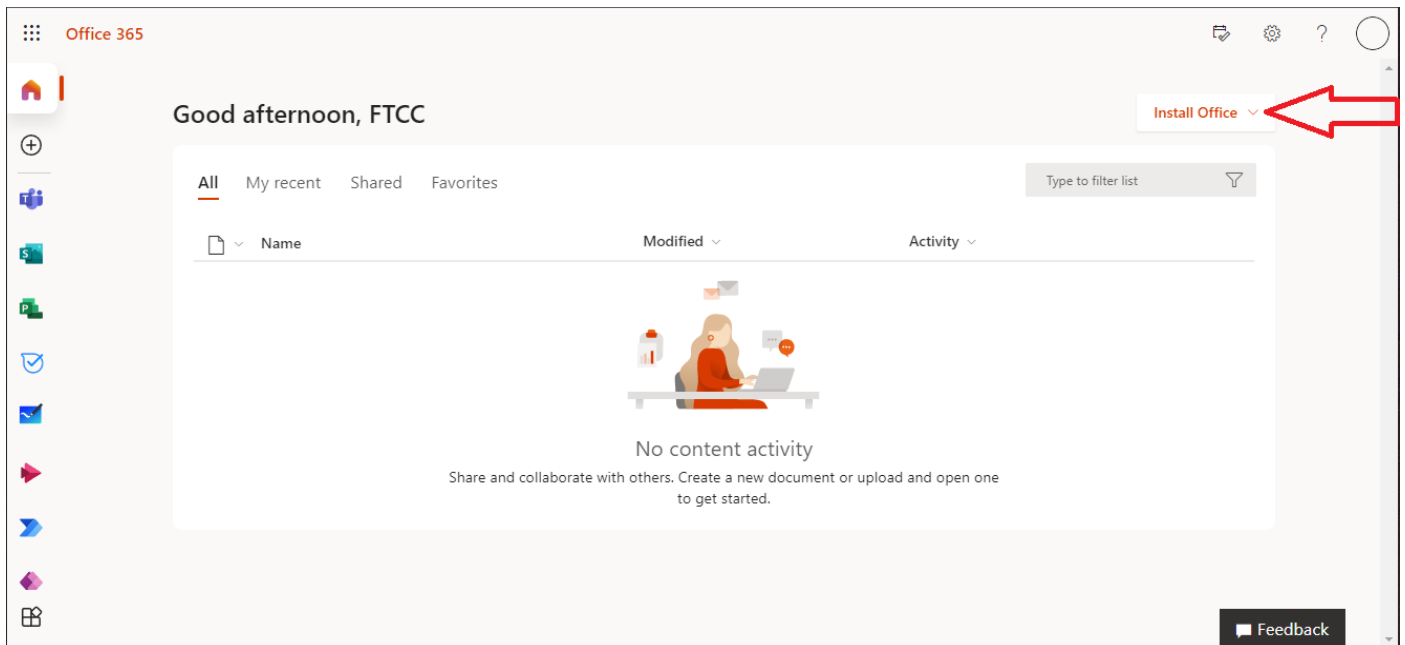 Office 365
?
Good afternoon, FTCC
Install Office
All My recent Shared Favorites
Type to filter list
Name Modified Activity
No content activity
Share and collaborate with others. Create a new document or upload and open one
to get started.
Feedback